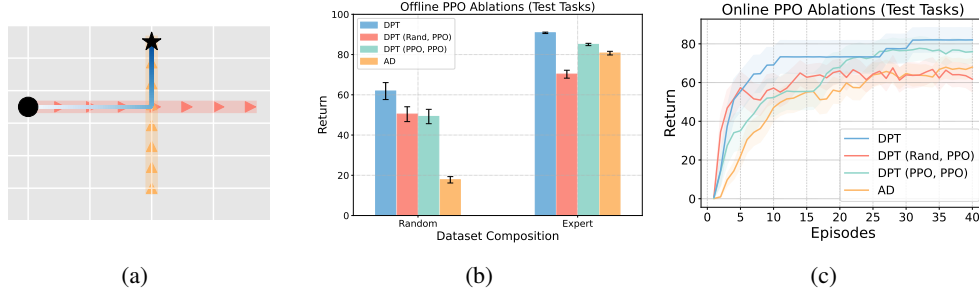 Offline PPO Ablations (Test Tasks)
100
80
60
40
20
0
Return
DPT
DPT (Rand, PPO)
DPT (PPO, PPO)
AD
Random
Expert
Dataset Composition
Online PPO Ablations (Test Tasks)
80
60
40
20
0
Return
DPT
DPT (Rand, PPO)
DPT (PPO, PPO)
AD
0 5 10 15 20 25 30 35 40
Episodes
(a)
(b)
(c)